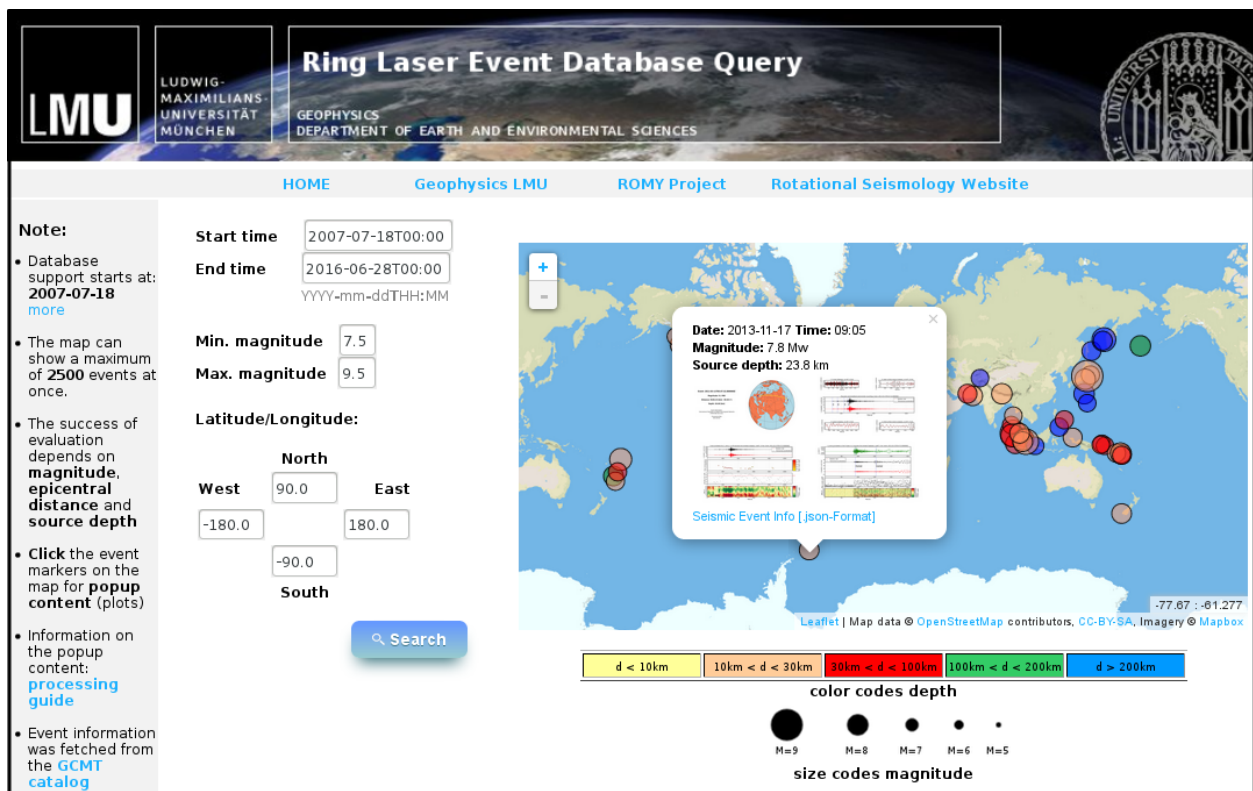 Ring Laser Event Database Query
LMU
LUDWIG-
MAXIMILIANS-
UNIVERSITÄT
MÜNCHEN
GEOPHYSICS
DEPARTMENT OF EARTH AND ENVIRONMENTAL SCIENCES
HOME Geophysics LMU ROMY Project Rotational Seismology Website
Note:
• Database
support starts at:
2007-07-18
more
• The map can
show a maximum
of 2500 events at
once.
• The success of
evaluation
depends on
magnitude,
epicentral
distance and
source depth
• Click the event
markers on the
map for popup
content (plots)
• Information on
the popup
content:
processing
guide
• Event information
was fetched from
the GCMT
catalog
Start time 2007-07-18T00:00
End time 2016-06-28T00:00
YYYY-mm-ddTHH:MM
Min. magnitude 7.5
Max. magnitude 9.5
Latitude/Longitude:
North
West 90.0 East
-180.0 180.0
-90.0
South
Search
+
-
×
Date: 2013-11-17 Time: 09:05
Magnitude: 7.8 Mw
Source depth: 23.8 km
Seismic Event Info [.json-Format]
-77.67 : -61.277
Leaflet | Map data © OpenStreetMap contributors, CC-BY-SA, Imagery © Mapbox
d < 10km 10km < d < 30km 30km < d < 100km 100km < d < 200km d > 200km
color codes depth
M=9 M=8 M=7 M=6 M=5
size codes magnitude